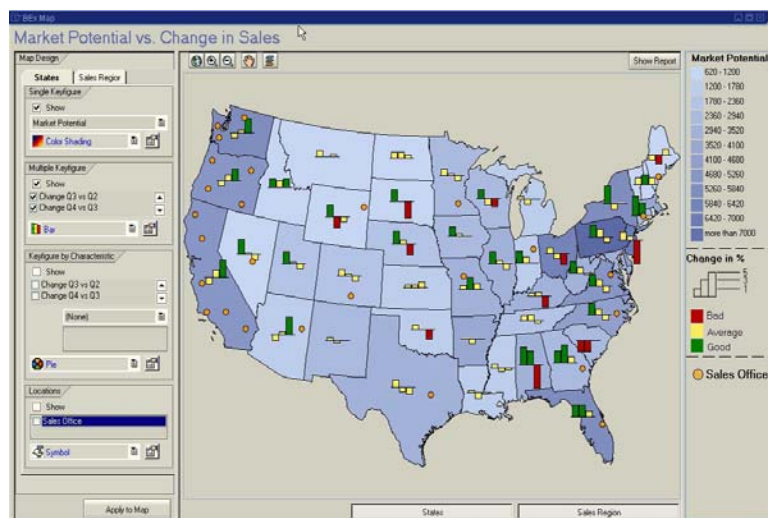 BEx Map
Market Potential vs. Change in Sales
Map Design
States
Sales Region
Single Keyfigure
Show
Market Potential
Color Shading
Multiple Keyfigure
Show
Change Q3 vs Q2
Change Q4 vs Q3
Bar
Keyfigure by Characteristic
Show
Change Q3 vs Q2
Change Q4 vs Q3
(None)
Pie
Locations
Show
Sales Office
Symbol
Apply to Map
Show Report
States
Sales Region
Market Potential
620 - 1200
1200 - 1780
1780 - 2360
2360 - 2940
2940 - 3520
3520 - 4100
4100 - 4680
4680 - 5260
5260 - 5840
5840 - 6420
6420 - 7000
more than 7000
Change in %
5
3
1
Bad
Average
Good
Sales Office